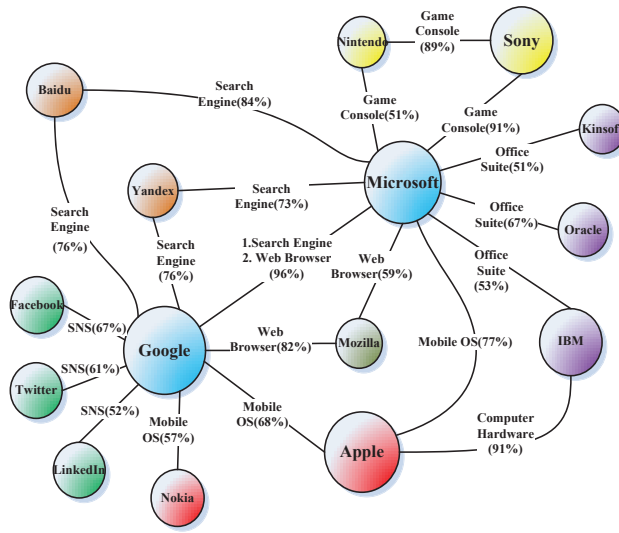 Game
Console
(89%)
Nintendo
Sony
Baidu
Search
Engine(84%)
Game
Console(51%)
Game
Console(91%)
Kinsoft
Office
Suite(51%)
Microsoft
Yandex
Search
Engine(73%)
Office
Suite(67%)
Oracle
Search
Engine
(76%)
Search
Engine
(76%)
1.Search Engine
2. Web Browser
(96%)
Web
Browser(59%)
Office
Suite
(53%)
Facebook
SNS(67%)
Google
Web
Browser(82%)
Mozilla
Mobile OS(77%)
IBM
Twitter
SNS(61%)
SNS(52%)
Mobile
OS(57%)
Mobile
OS(68%)
Computer
Hardware
(91%)
Apple
LinkedIn
Nokia